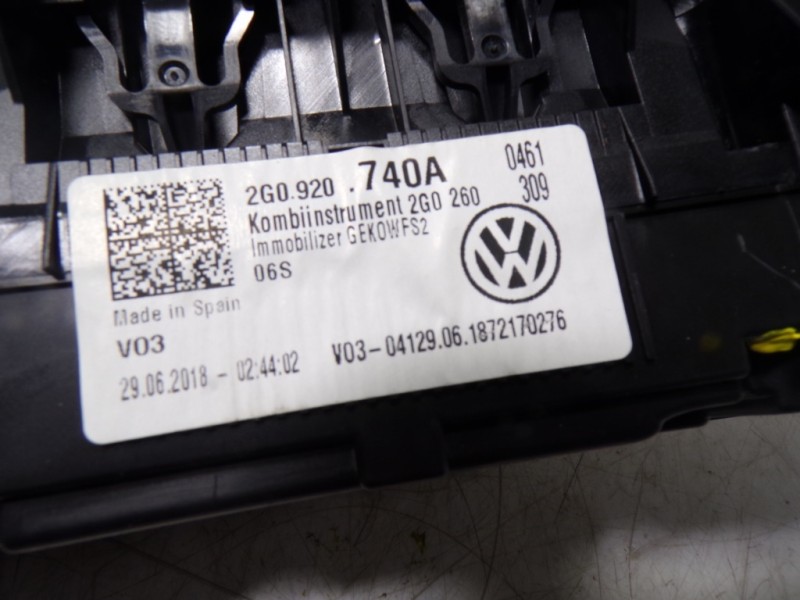 2G0.920 .740A 0461
Kombiinstrument 2G0 260 309
Immobilizer GEKOWFS2
06S
Made in Spain
V03
V03-04129.06.1872170276
29.06.2018 - 02:44:02